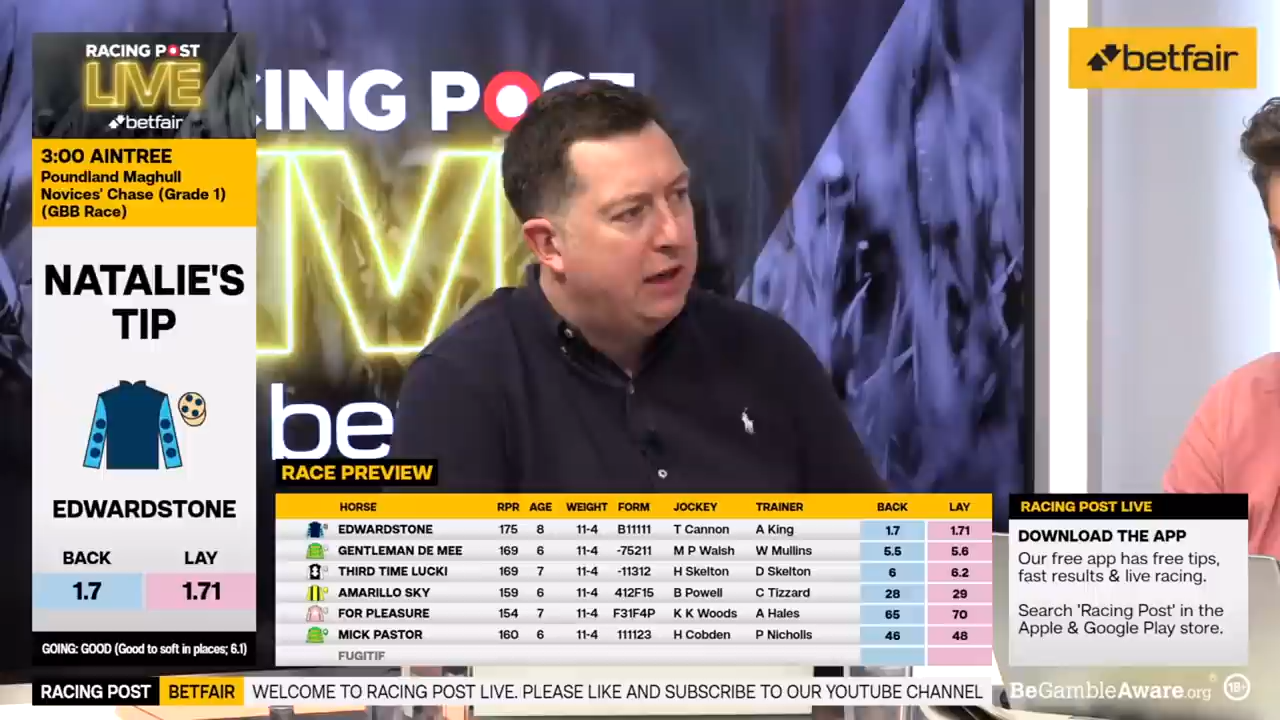 RACING POST
LIVE
betfair
3:00 AINTREE
Poundland Maghull
Novices' Chase (Grade 1)
(GBB Race)
NATALIE'S
TIP
EDWARDSTONE
BACK LAY
1.7 1.71
GOING: GOOD (Good to soft in places; 6.1)
CING POST
be
betfair
RACE PREVIEW
HORSE RPR AGE WEIGHT FORM JOCKEY TRAINER BACK LAY
EDWARDSTONE 175 8 11-4 B11111 T Cannon A King 1.7 1.71
GENTLEMAN DE MEE 169 6 11-4 -75211 M P Walsh W Mullins 5.5 5.6
THIRD TIME LUCKI 169 7 11-4 -11312 H Skelton D Skelton 6 6.2
AMARILLO SKY 159 6 11-4 412F15 B Powell C Tizzard 28 29
FOR PLEASURE 154 7 11-4 F31F4P K K Woods A Hales 65 70
MICK PASTOR 160 6 11-4 111123 H Cobden P Nicholls 46 48
FUGITIF
RACING POST LIVE
DOWNLOAD THE APP
Our free app has free tips,
fast results & live racing.
Search 'Racing Post' in the
Apple & Google Play store.
RACING POST BETFAIR WELCOME TO RACING POST LIVE. PLEASE LIKE AND SUBSCRIBE TO OUR YOUTUBE CHANNEL
BeGambleAware.org 18+